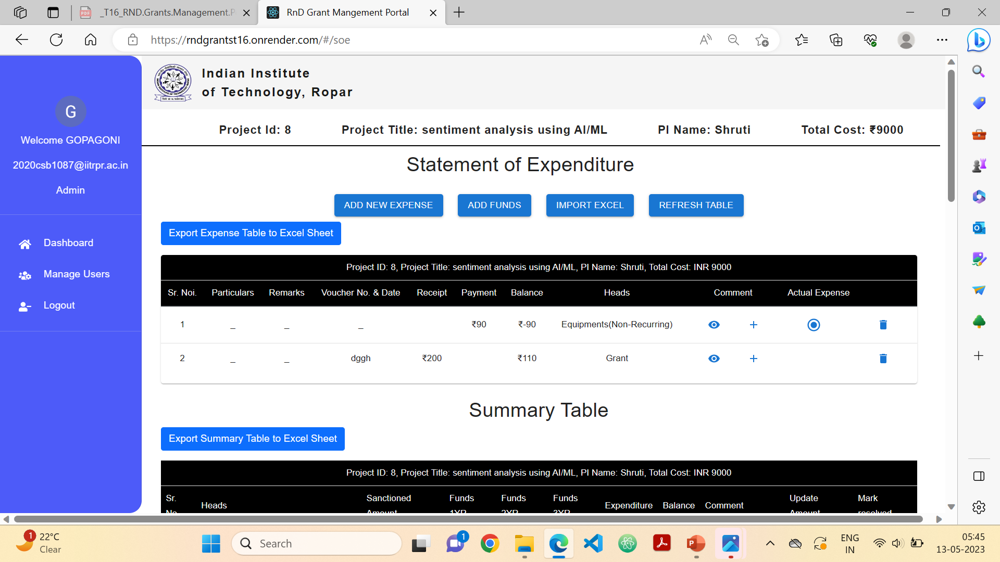 _T16_RND.Grants.Management.P
RnD Grant Mangement Portal
https://rndgrantst16.onrender.com/#/soe
G
Welcome GOPAGONI
2020csb1087@iitrpr.ac.in
Admin
Dashboard
Manage Users
Logout
Indian Institute
of Technology, Ropar
Project Id: 8 Project Title: sentiment analysis using AI/ML PI Name: Shruti Total Cost: ₹9000
Statement of Expenditure
ADD NEW EXPENSE ADD FUNDS IMPORT EXCEL REFRESH TABLE
Export Expense Table to Excel Sheet
Project ID: 8, Project Title: sentiment analysis using AI/ML, PI Name: Shruti, Total Cost: INR 9000
Sr. Noi. Particulars Remarks Voucher No. & Date Receipt Payment Balance Heads Comment Actual Expense
1 _ _ _ ₹90 ₹-90 Equipments(Non-Recurring)
2 _ _ dggh ₹200 ₹110 Grant
Summary Table
Export Summary Table to Excel Sheet
Project ID: 8, Project Title: sentiment analysis using AI/ML, PI Name: Shruti, Total Cost: INR 9000
Sr. No. Heads Sanctioned Amount Funds 1YR Funds 2YR Funds 3YR Expenditure Balance Comment Update Amount Mark resolved
1 22°C
Clear
Search
1
ENG
IN
05:45
13-05-2023